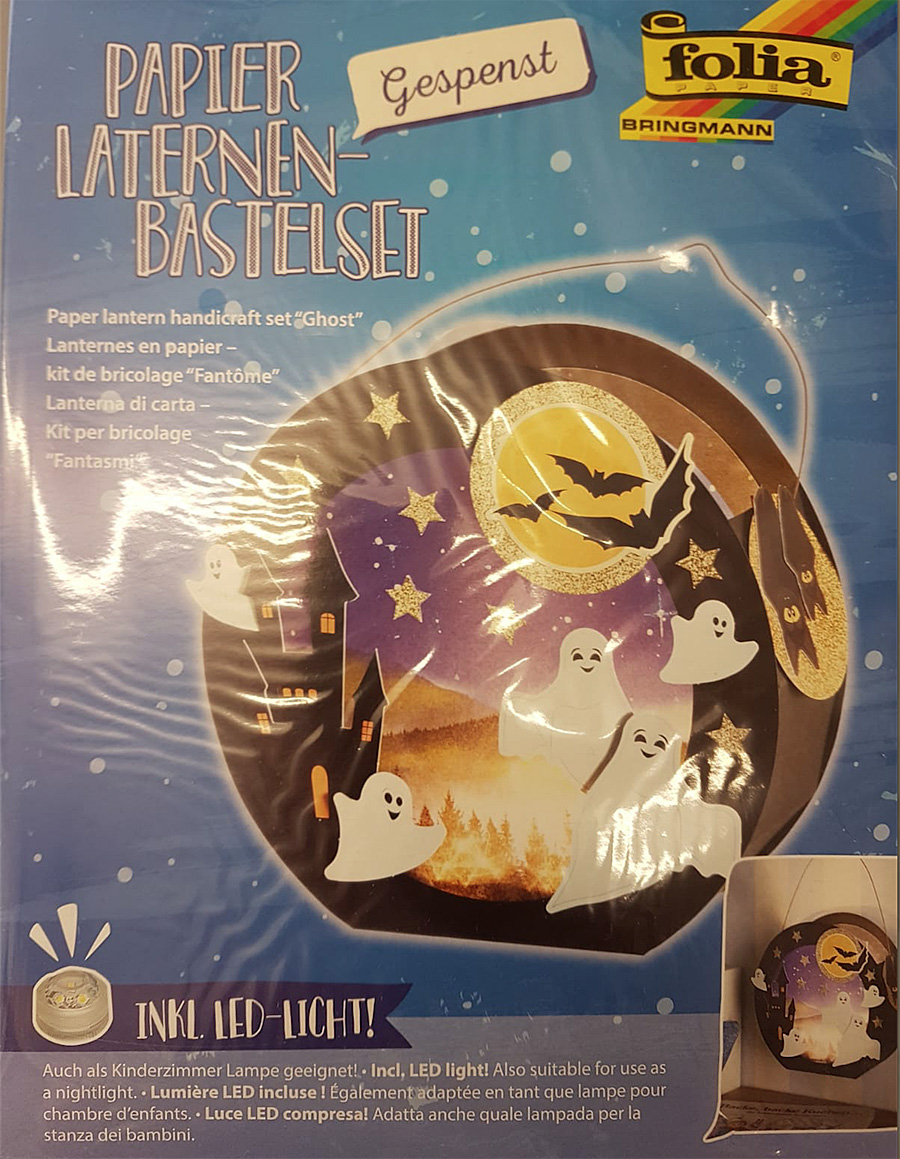 PAPIER
LATERNEN-
BASTELSET
Gespenst
folia®
PAPER
BRINGMANN
Paper lantern handicraft set “Ghost”
Lanternes en papier –
kit de bricolage “Fantôme”
Lanterna di carta –
Kit per bricolage
“Fantasmi”
INKL. LED-LICHT!
Auch als Kinderzimmer Lampe geeignet! • Incl, LED light! Also suitable for use as
a nightlight. • Lumière LED incluse ! Également adaptée en tant que lampe pour
chambre d’enfants. • Luce LED compresa! Adatta anche quale lampada per la
stanza dei bambini.